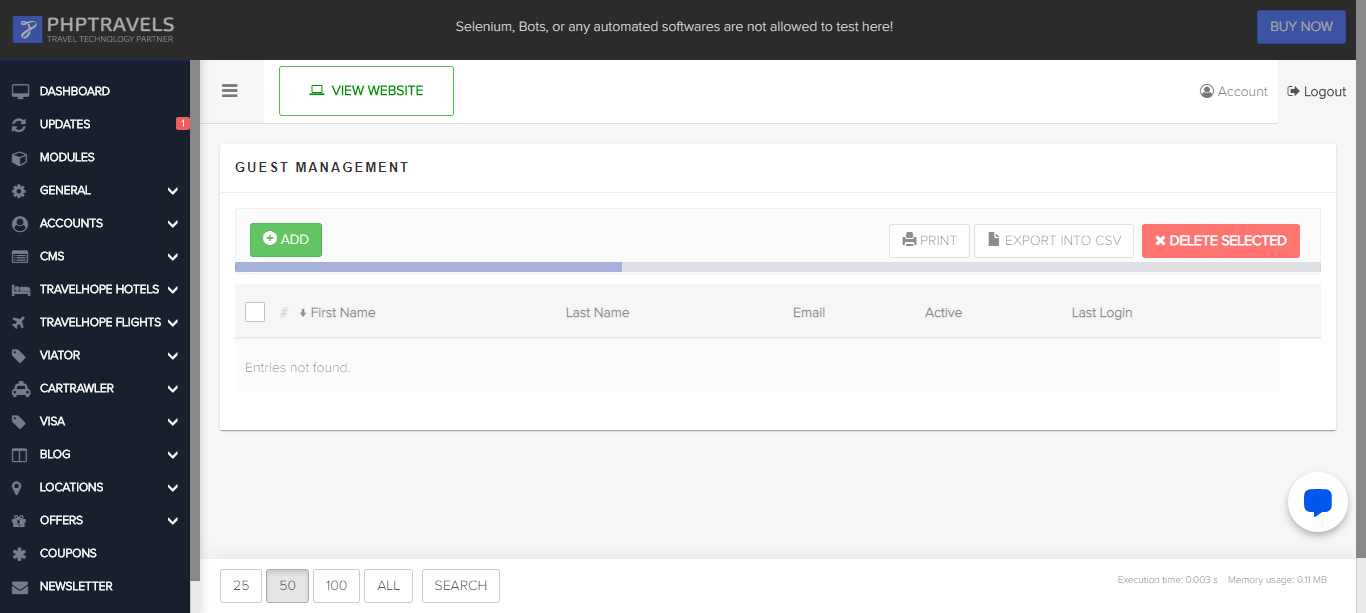 PHPTRAVELS
TRAVEL TECHNOLOGY PARTNER
Selenium, Bots, or any automated softwares are not allowed to test here!
BUY NOW
DASHBOARD
UPDATES 1
MODULES
GENERAL
ACCOUNTS
CMS
TRAVELHOPE HOTELS
TRAVELHOPE FLIGHTS
VIATOR
CARTRAWLER
VISA
BLOG
LOCATIONS
OFFERS
COUPONS
NEWSLETTER
VIEW WEBSITE
Account
Logout
GUEST MANAGEMENT
ADD
PRINT
EXPORT INTO CSV
DELETE SELECTED
# First Name Last Name Email Active Last Login
Entries not found.
25 50 100 ALL SEARCH
Execution time: 0.003 s Memory usage: 0.11 MB